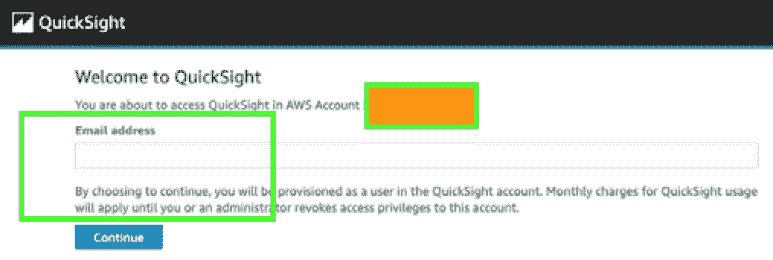 QuickSight
Welcome to QuickSight
You are about to access QuickSight in AWS Account :
Email address
By choosing to continue, you will be provisioned as a user in the QuickSight account. Monthly charges for QuickSight usage
will apply until you or an administrator revokes access privileges to this account.
Continue